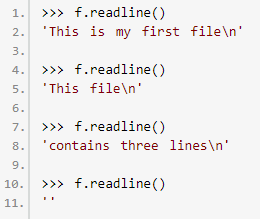 1. >>> f.readline()
2. 'This is my first file\n'
3.
4. >>> f.readline()
5. 'This file\n'
6.
7. >>> f.readline()
8. 'contains three lines\n'
9.
10. >>> f.readline()
11. ''